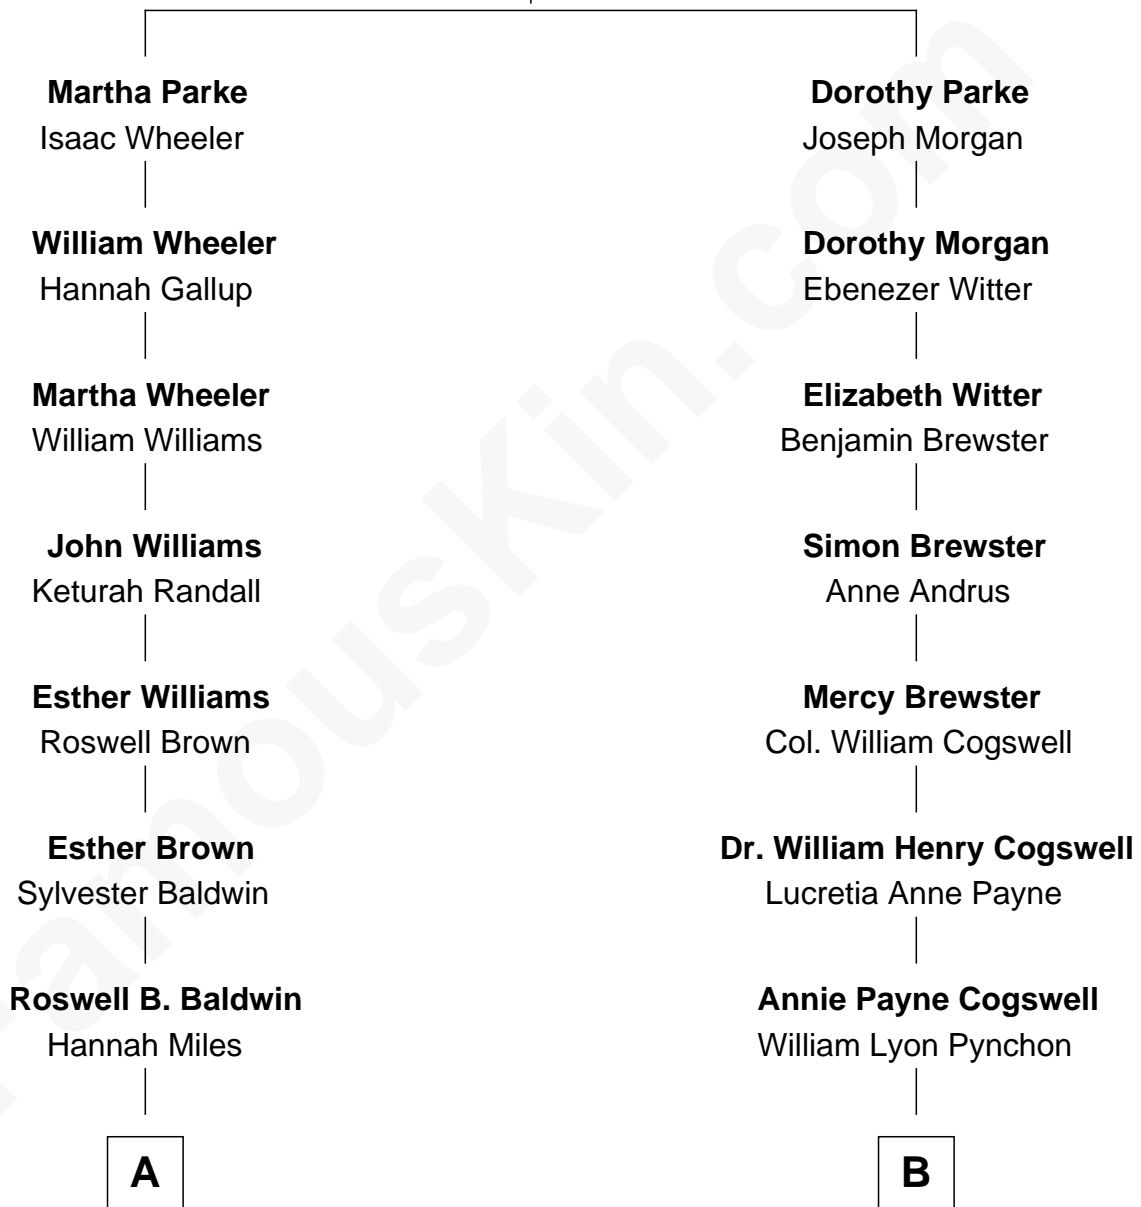 Martha Parke
Isaac Wheeler
William Wheeler
Hannah Gallup
Martha Wheeler
William Williams
John Williams
Keturah Randall
Esther Williams
Roswell Brown
Esther Brown
Sylvester Baldwin
Roswell B. Baldwin
Hannah Miles
A
Dorothy Parke
Joseph Morgan
Dorothy Morgan
Ebenezer Witter
Elizabeth Witter
Benjamin Brewster
Simon Brewster
Anne Andrus
Mercy Brewster
Col. William Cogswell
Dr. William Henry Cogswell
Lucretia Anne Payne
Annie Payne Cogswell
William Lyon Pynchon
B
FamousKin.com